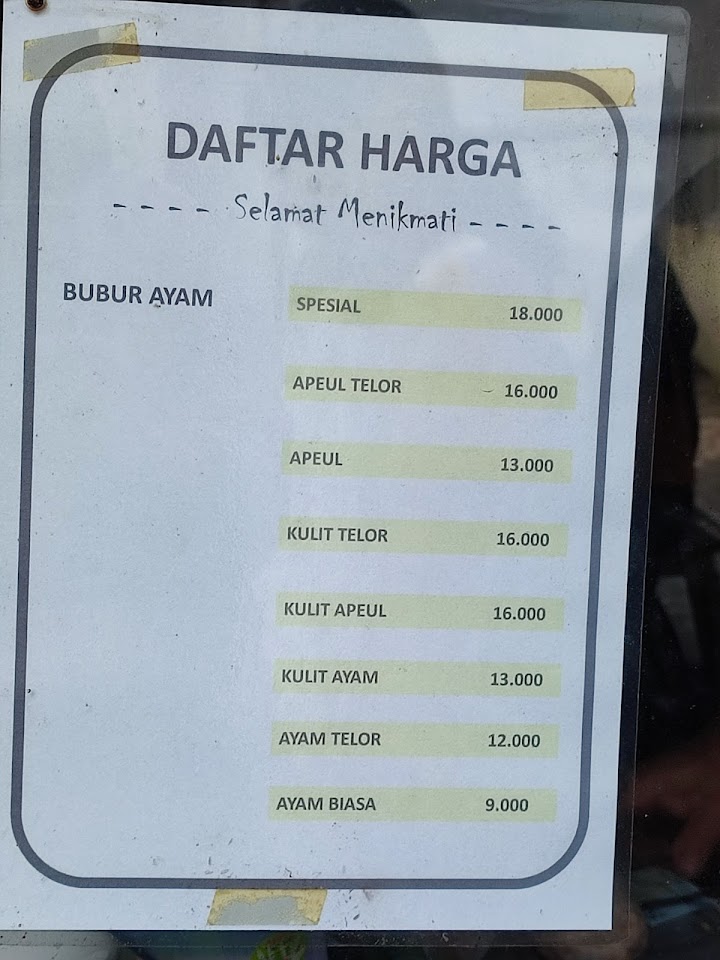 DAFTAR HARGA
- - - - Selamat Menikmati - - - -
BUBUR AYAM SPESIAL 18.000
APEUL TELOR 16.000
APEUL 13.000
KULIT TELOR 16.000
KULIT APEUL 16.000
KULIT AYAM 13.000
AYAM TELOR 12.000
AYAM BIASA 9.000